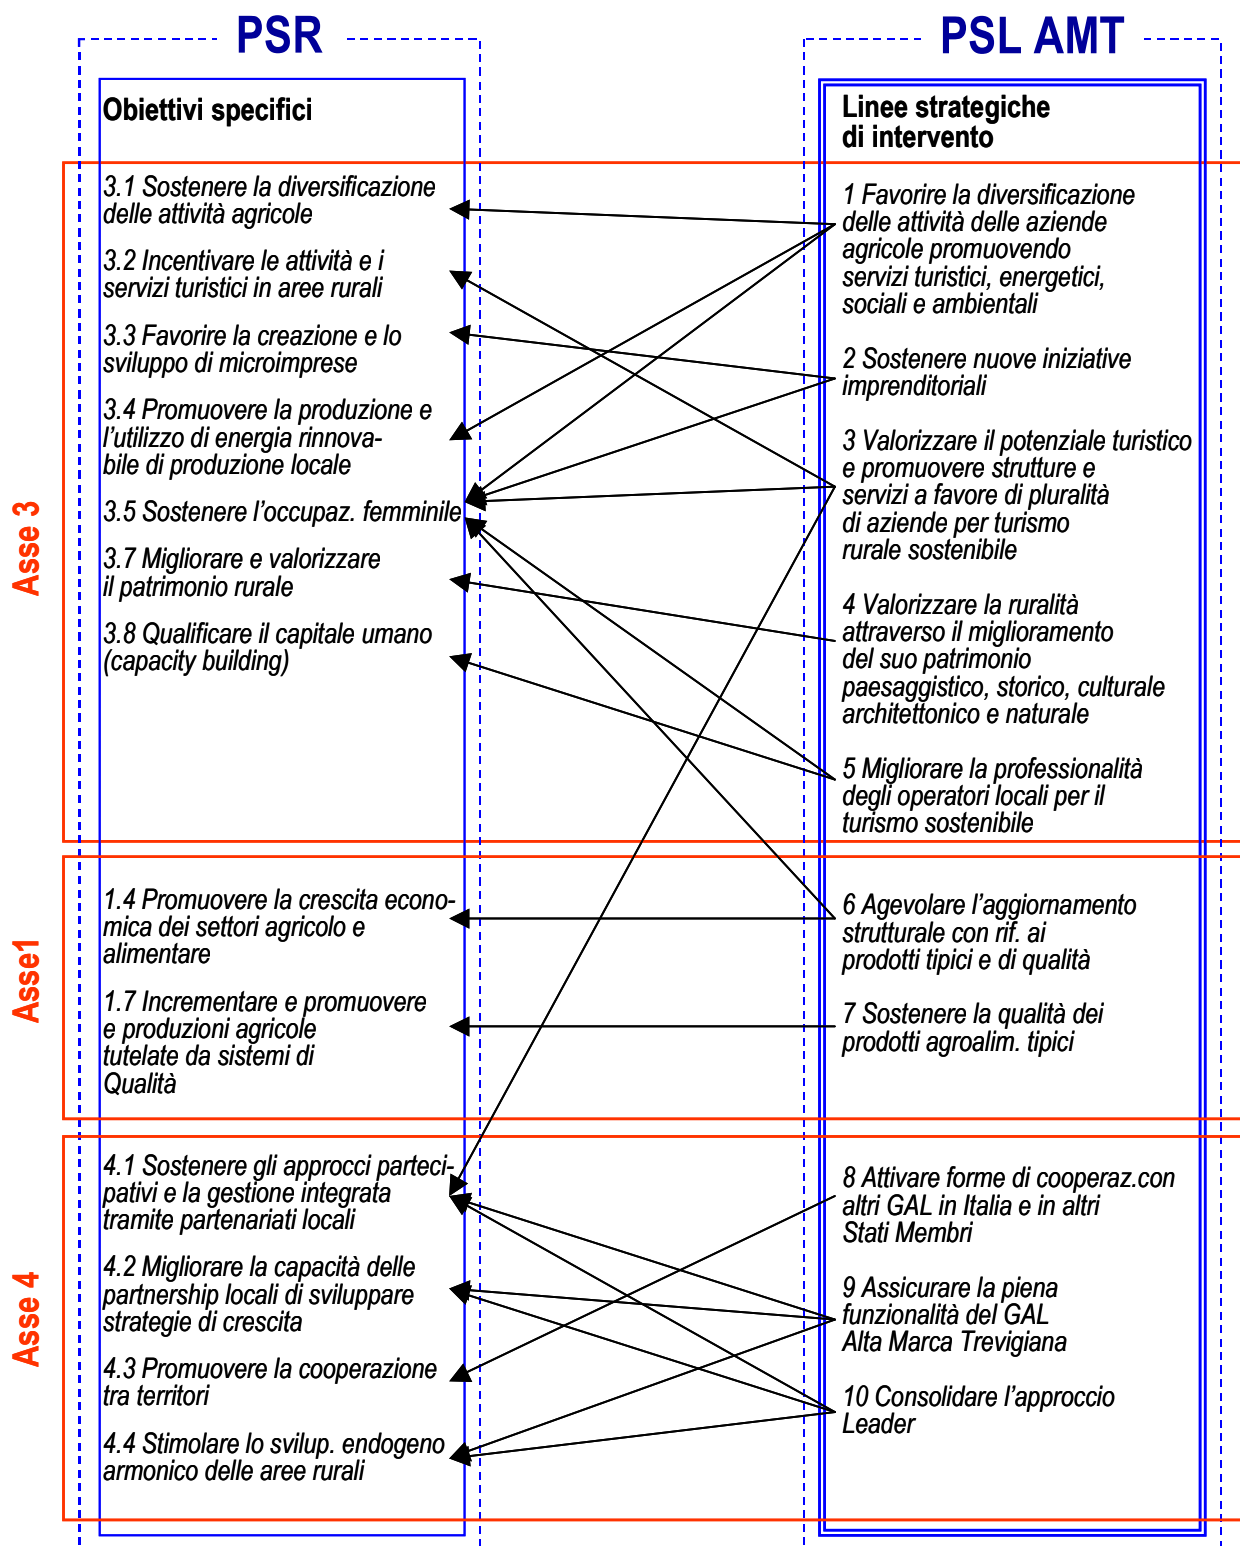 PSR
PSL AMT
Obiettivi specifici
Linee strategiche
di intervento
Asse 3
3.1 Sostenere la diversificazione
delle attività agricole
3.2 Incentivare le attività e i
servizi turistici in aree rurali
3.3 Favorire la creazione e lo
sviluppo di microimprese
3.4 Promuovere la produzione e
l’utilizzo di energia rinnova-
bile di produzione locale
3.5 Sostenere l’occupaz. femminile
3.7 Migliorare e valorizzare
il patrimonio rurale
3.8 Qualificare il capitale umano
(capacity building)
1 Favorire la diversificazione
delle attività delle aziende
agricole promuovendo
servizi turistici, energetici,
sociali e ambientali
2 Sostenere nuove iniziative
imprenditoriali
3 Valorizzare il potenziale turistico
e promuovere strutture e
servizi a favore di pluralità
di aziende per turismo
rurale sostenibile
4 Valorizzare la ruralità
attraverso il miglioramento
del suo patrimonio
paesaggistico, storico, culturale
architettonico e naturale
5 Migliorare la professionalità
degli operatori locali per il
turismo sostenibile
Asse1
1.4 Promuovere la crescita econo-
mica dei settori agricolo e
alimentare
1.7 Incrementare e promuovere
e produzioni agricole
tutelate da sistemi di
Qualità
6 Agevolare l’aggiornamento
strutturale con rif. ai
prodotti tipici e di qualità
7 Sostenere la qualità dei
prodotti agroalim. tipici
Asse 4
4.1 Sostenere gli approcci parteci-
pativi e la gestione integrata
tramite partenariati locali
4.2 Migliorare la capacità delle
partnership locali di sviluppare
strategie di crescita
4.3 Promuovere la cooperazione
tra territori
4.4 Stimolare lo svilup. endogeno
armonico delle aree rurali
8 Attivare forme di cooperaz.con
altri GAL in Italia e in altri
Stati Membri
9 Assicurare la piena
funzionalità del GAL
Alta Marca Trevigiana
10 Consolidare l’approccio
Leader